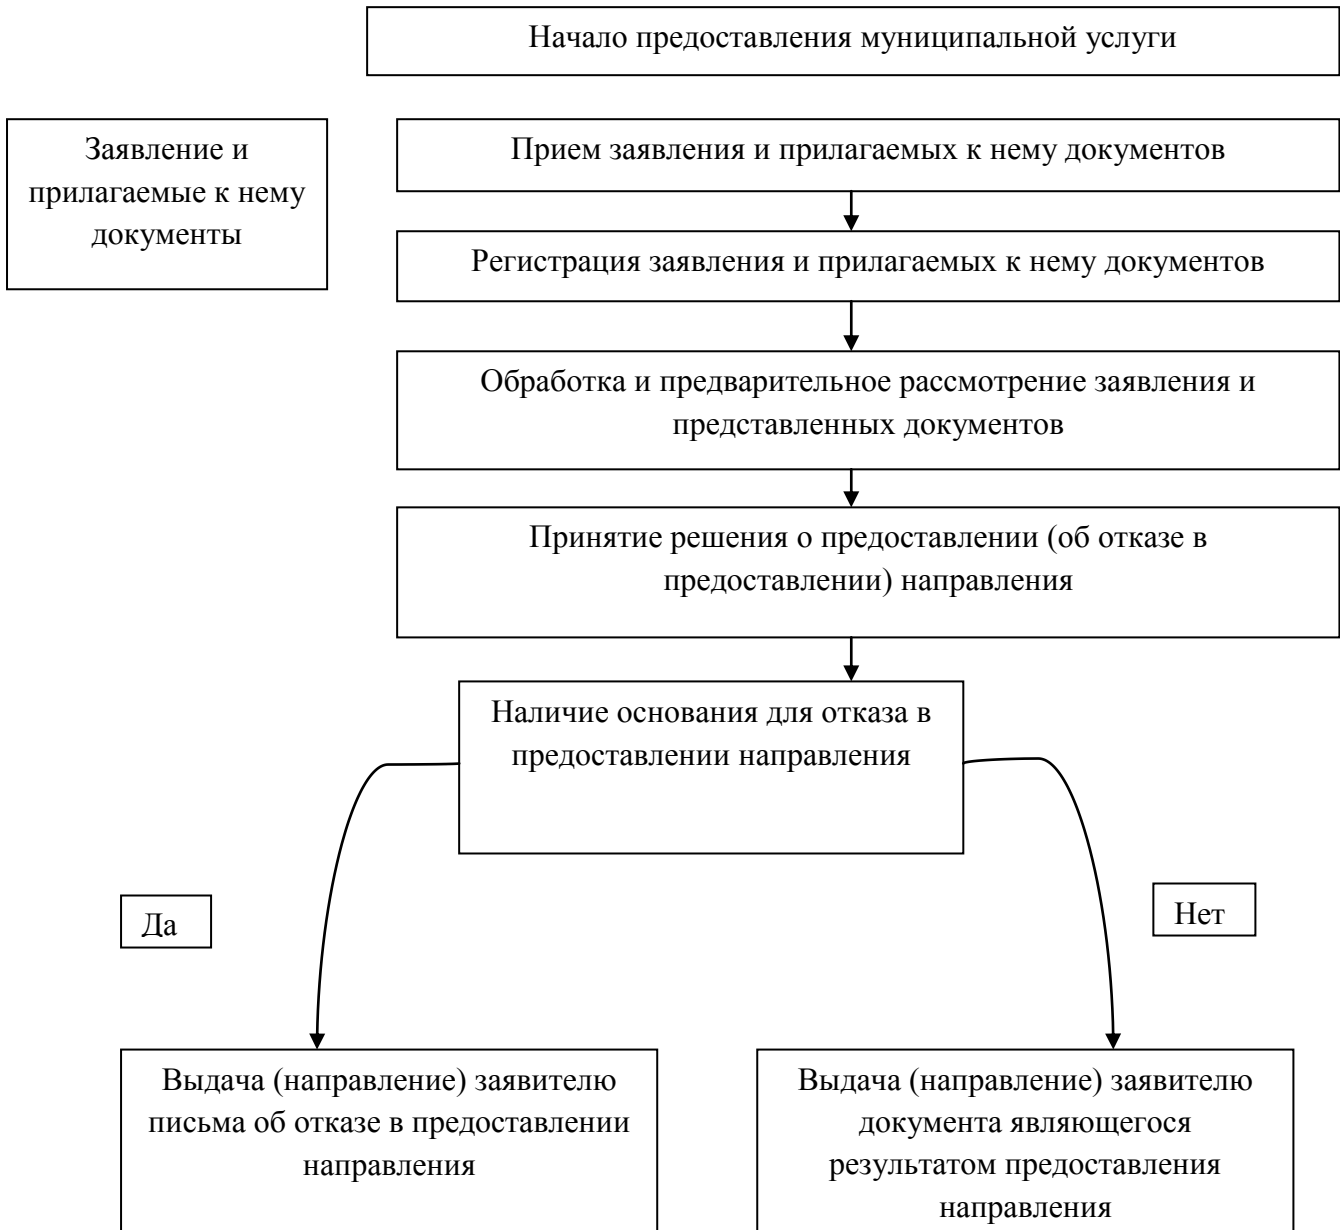 Начало предоставления муниципальной услуги
Заявление и
прилагаемые к нему
документы
Прием заявления и прилагаемых к нему документов
Регистрация заявления и прилагаемых к нему документов
Обработка и предварительное рассмотрение заявления и
представленных документов
Принятие решения о предоставлении (об отказе в
предоставлении) направления
Наличие основания для отказа в
предоставлении направления
Да
Нет
Выдача (направление) заявителю
письма об отказе в предоставлении
направления
Выдача (направление) заявителю
документа являющегося
результатом предоставления
направления